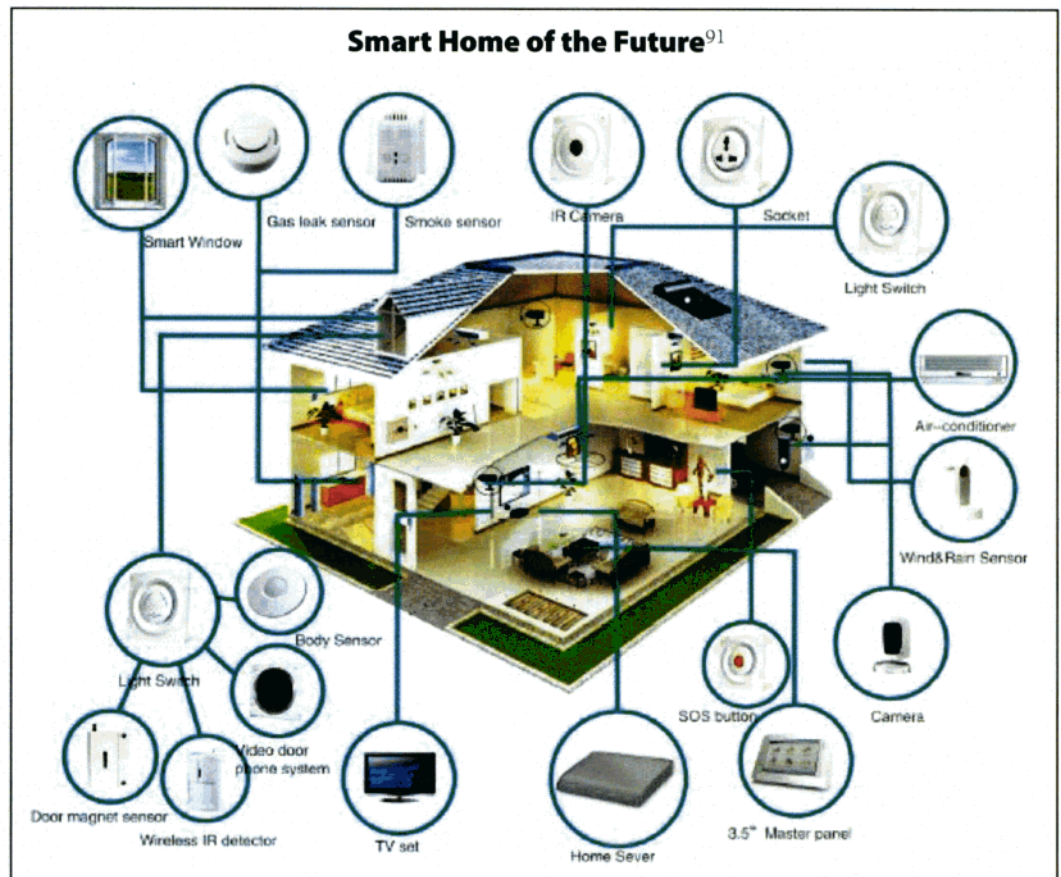 Smart Home of the Future91
Smart Window
Gas leak sensor
Smoke sensor
IR Camera
Socket
Light Switch
Air-conditioner
Wind&Rain Sensor
Camera
SOS button
3.5" Master panel
Home Sever
TV set
Body Sensor
Light Switch
Video door
phone system
Door magnet sensor
Wireless IR detector